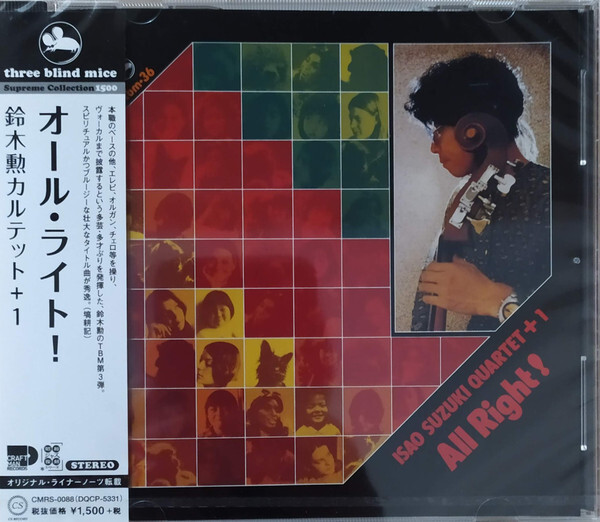 three blind mice
Supreme Collection 1500
オール・ライト!
鈴木勲カルテット+1
本職のベースの他、エレピ、オルガン、チェロ等を操り、
ヴォーカルまで披露するという多芸・多才ぶりを発揮した、鈴木勲のTBM第3弾。
スピリチュアルかつブルージーな壮大なタイトル曲が秀逸。(塙耕記)
CRAFTMAN
RECORDS
STEREO
オリジナル・ライナーノーツ転載
CS
CMRS-0088(DQCP-5331)
税抜価格 ¥1,500+税
um-36
ISAO SUZUKI QUARTET+1
All Right!